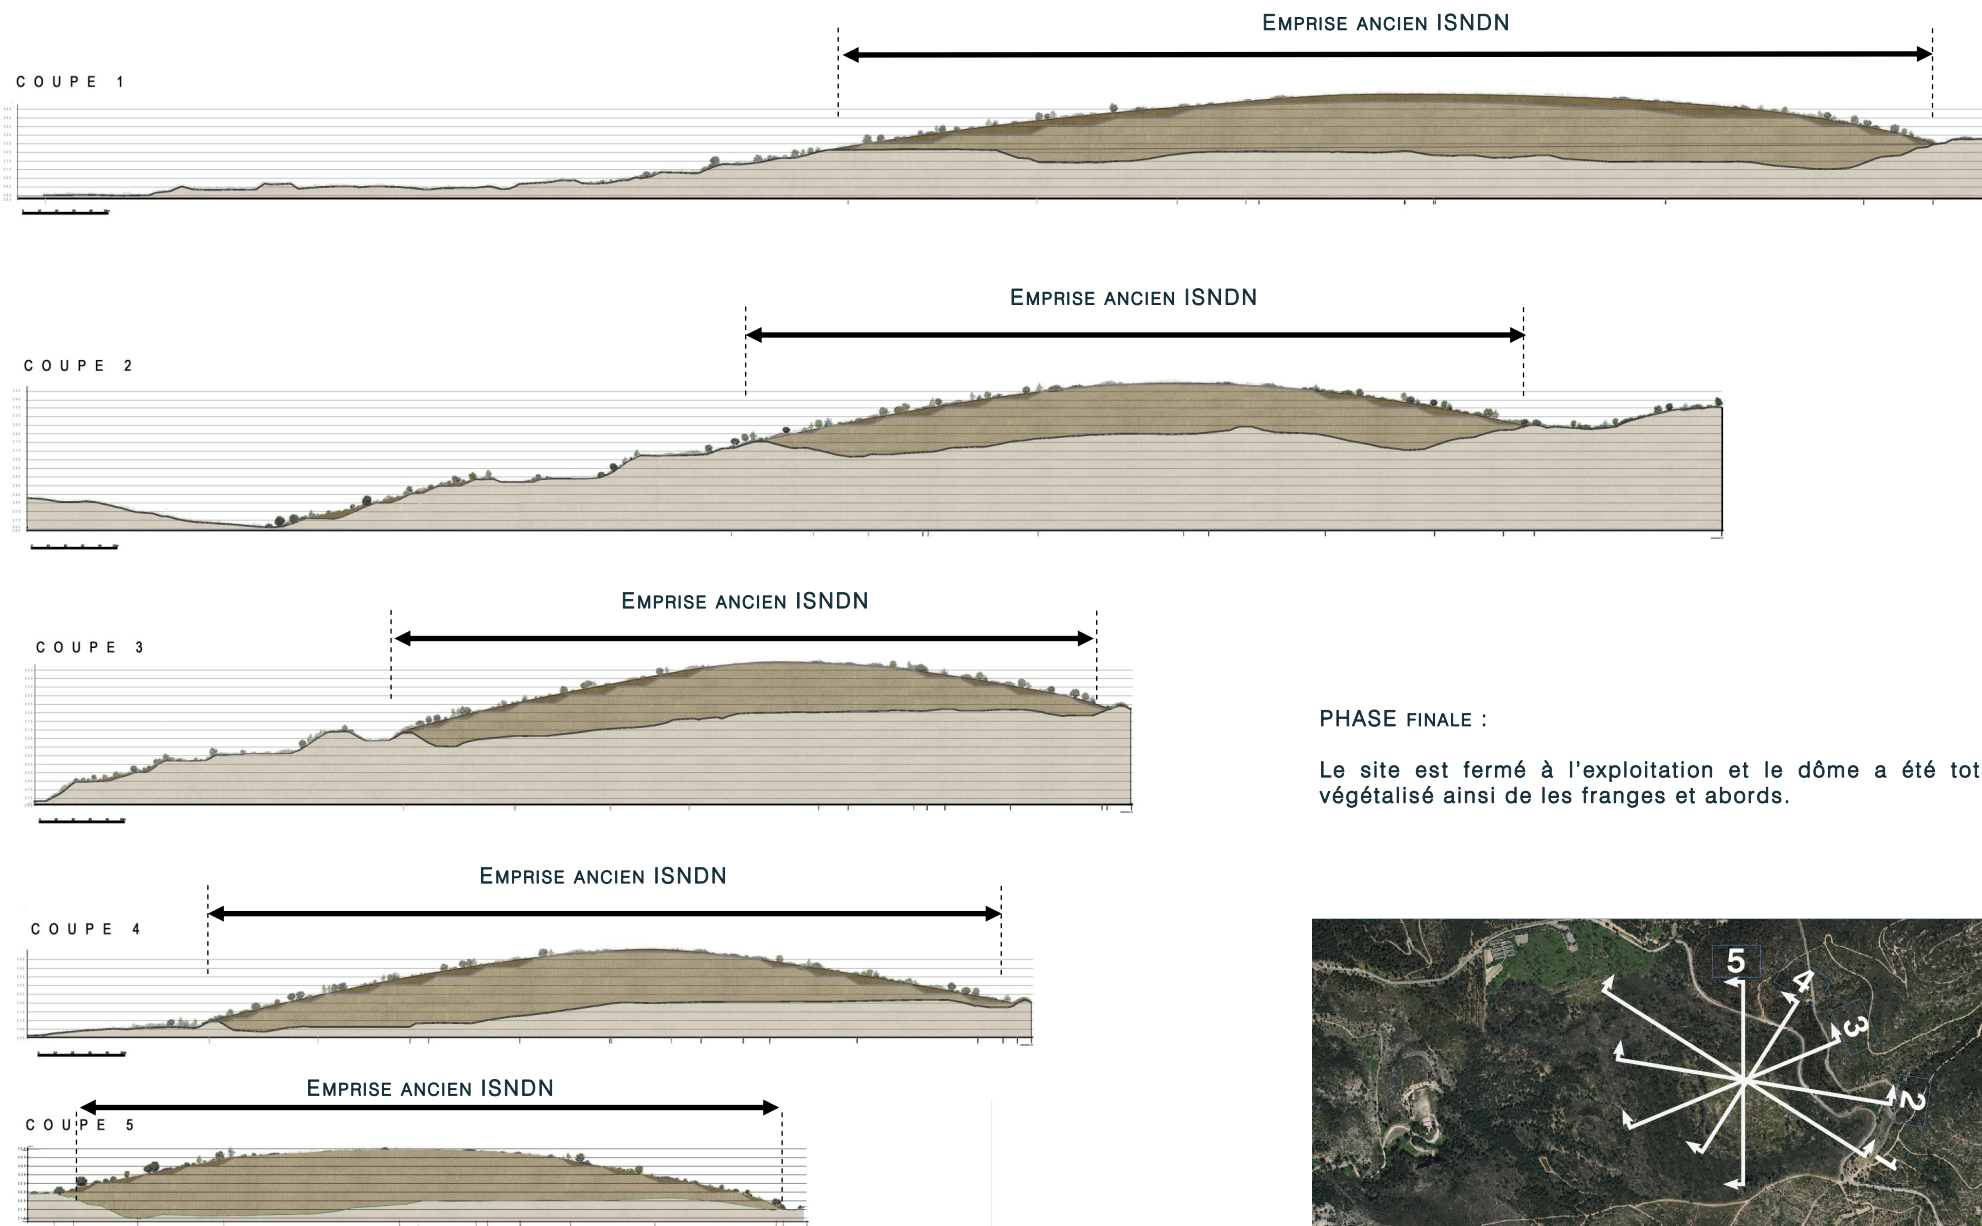 EMPRISE ANCIEN ISNDN
COUPE 1
EMPRISE ANCIEN ISNDN
COUPE 2
EMPRISE ANCIEN ISNDN
COUPE 3
PHASE FINALE :
Le site est fermé à l'exploitation et le dôme a été
végétalisé ainsi de les franges et abords.
EMPRISE ANCIEN ISNDN
COUPE 4
EMPRISE ANCIEN ISNDN
COUPE 5
5
4
3
2
1